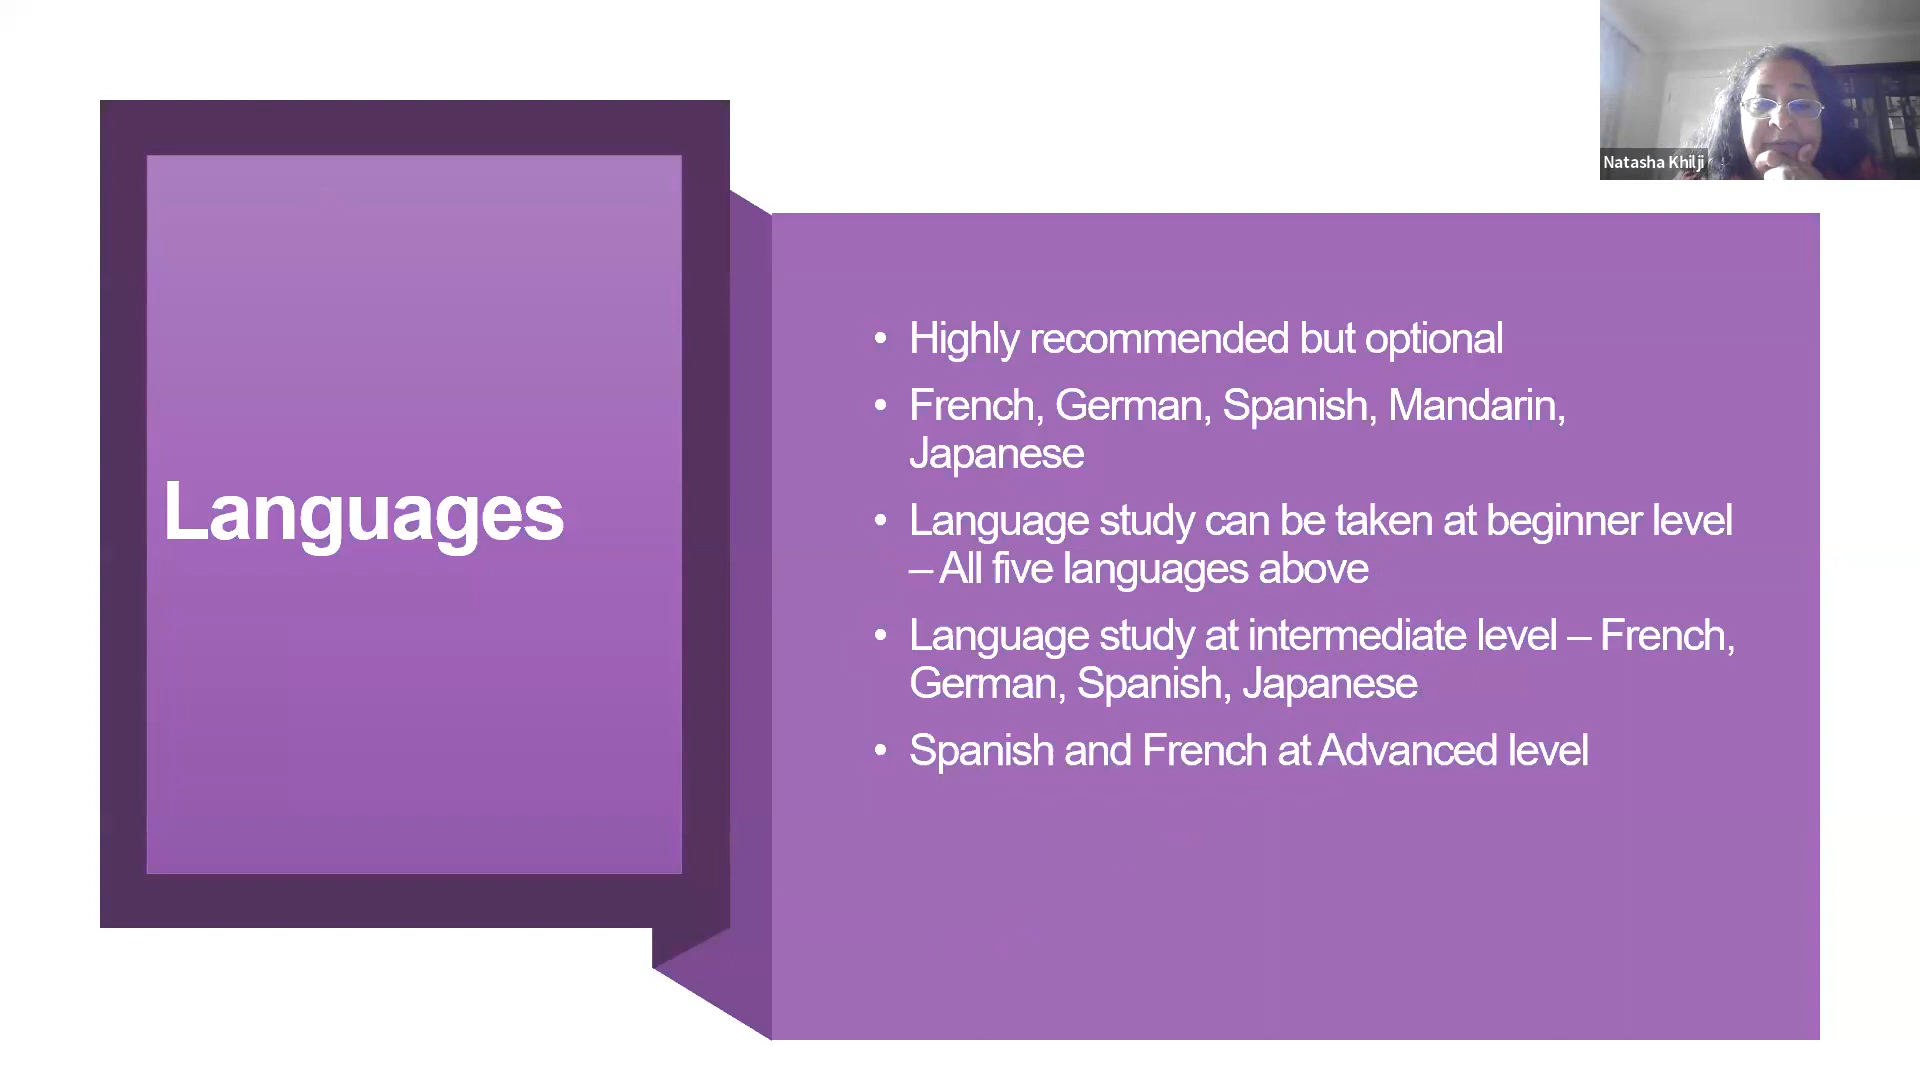 Natasha Khilji
Languages
• Highly recommended but optional
• French, German, Spanish, Mandarin,
Japanese
• Language study can be taken at beginner level
– All five languages above
• Language study at intermediate level – French,
German, Spanish, Japanese
• Spanish and French at Advanced level